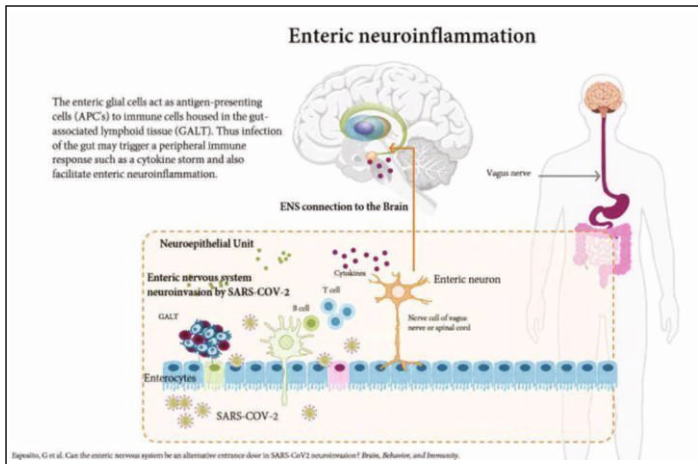 Enteric neuroinflammation
The enteric glial cells act as antigen-presenting
cells (APC's) to immune cells housed in the gut-
associated lymphoid tissue (GALT). Thus infection
of the gut may trigger a peripheral immune
response such as a cytokine storm and also
facilitate enteric neuroinflammation.
Vagus nerve
ENS connection to the Brain
Neuroepithelial Unit
Cytokines
Enteric neuron
Enteric nervous system
neuroinvasion by SARS-COV-2
T cell
B cell
GALT
Nerve cell of vagus
nerve or spinal cord
Enterocytes
SARS-COV-2
Esposito, G et al. Can the enteric nervous system be an alternative entrance door in SARS-CoV2 neuroinvasion? Brain, Behavior, and Immunity.